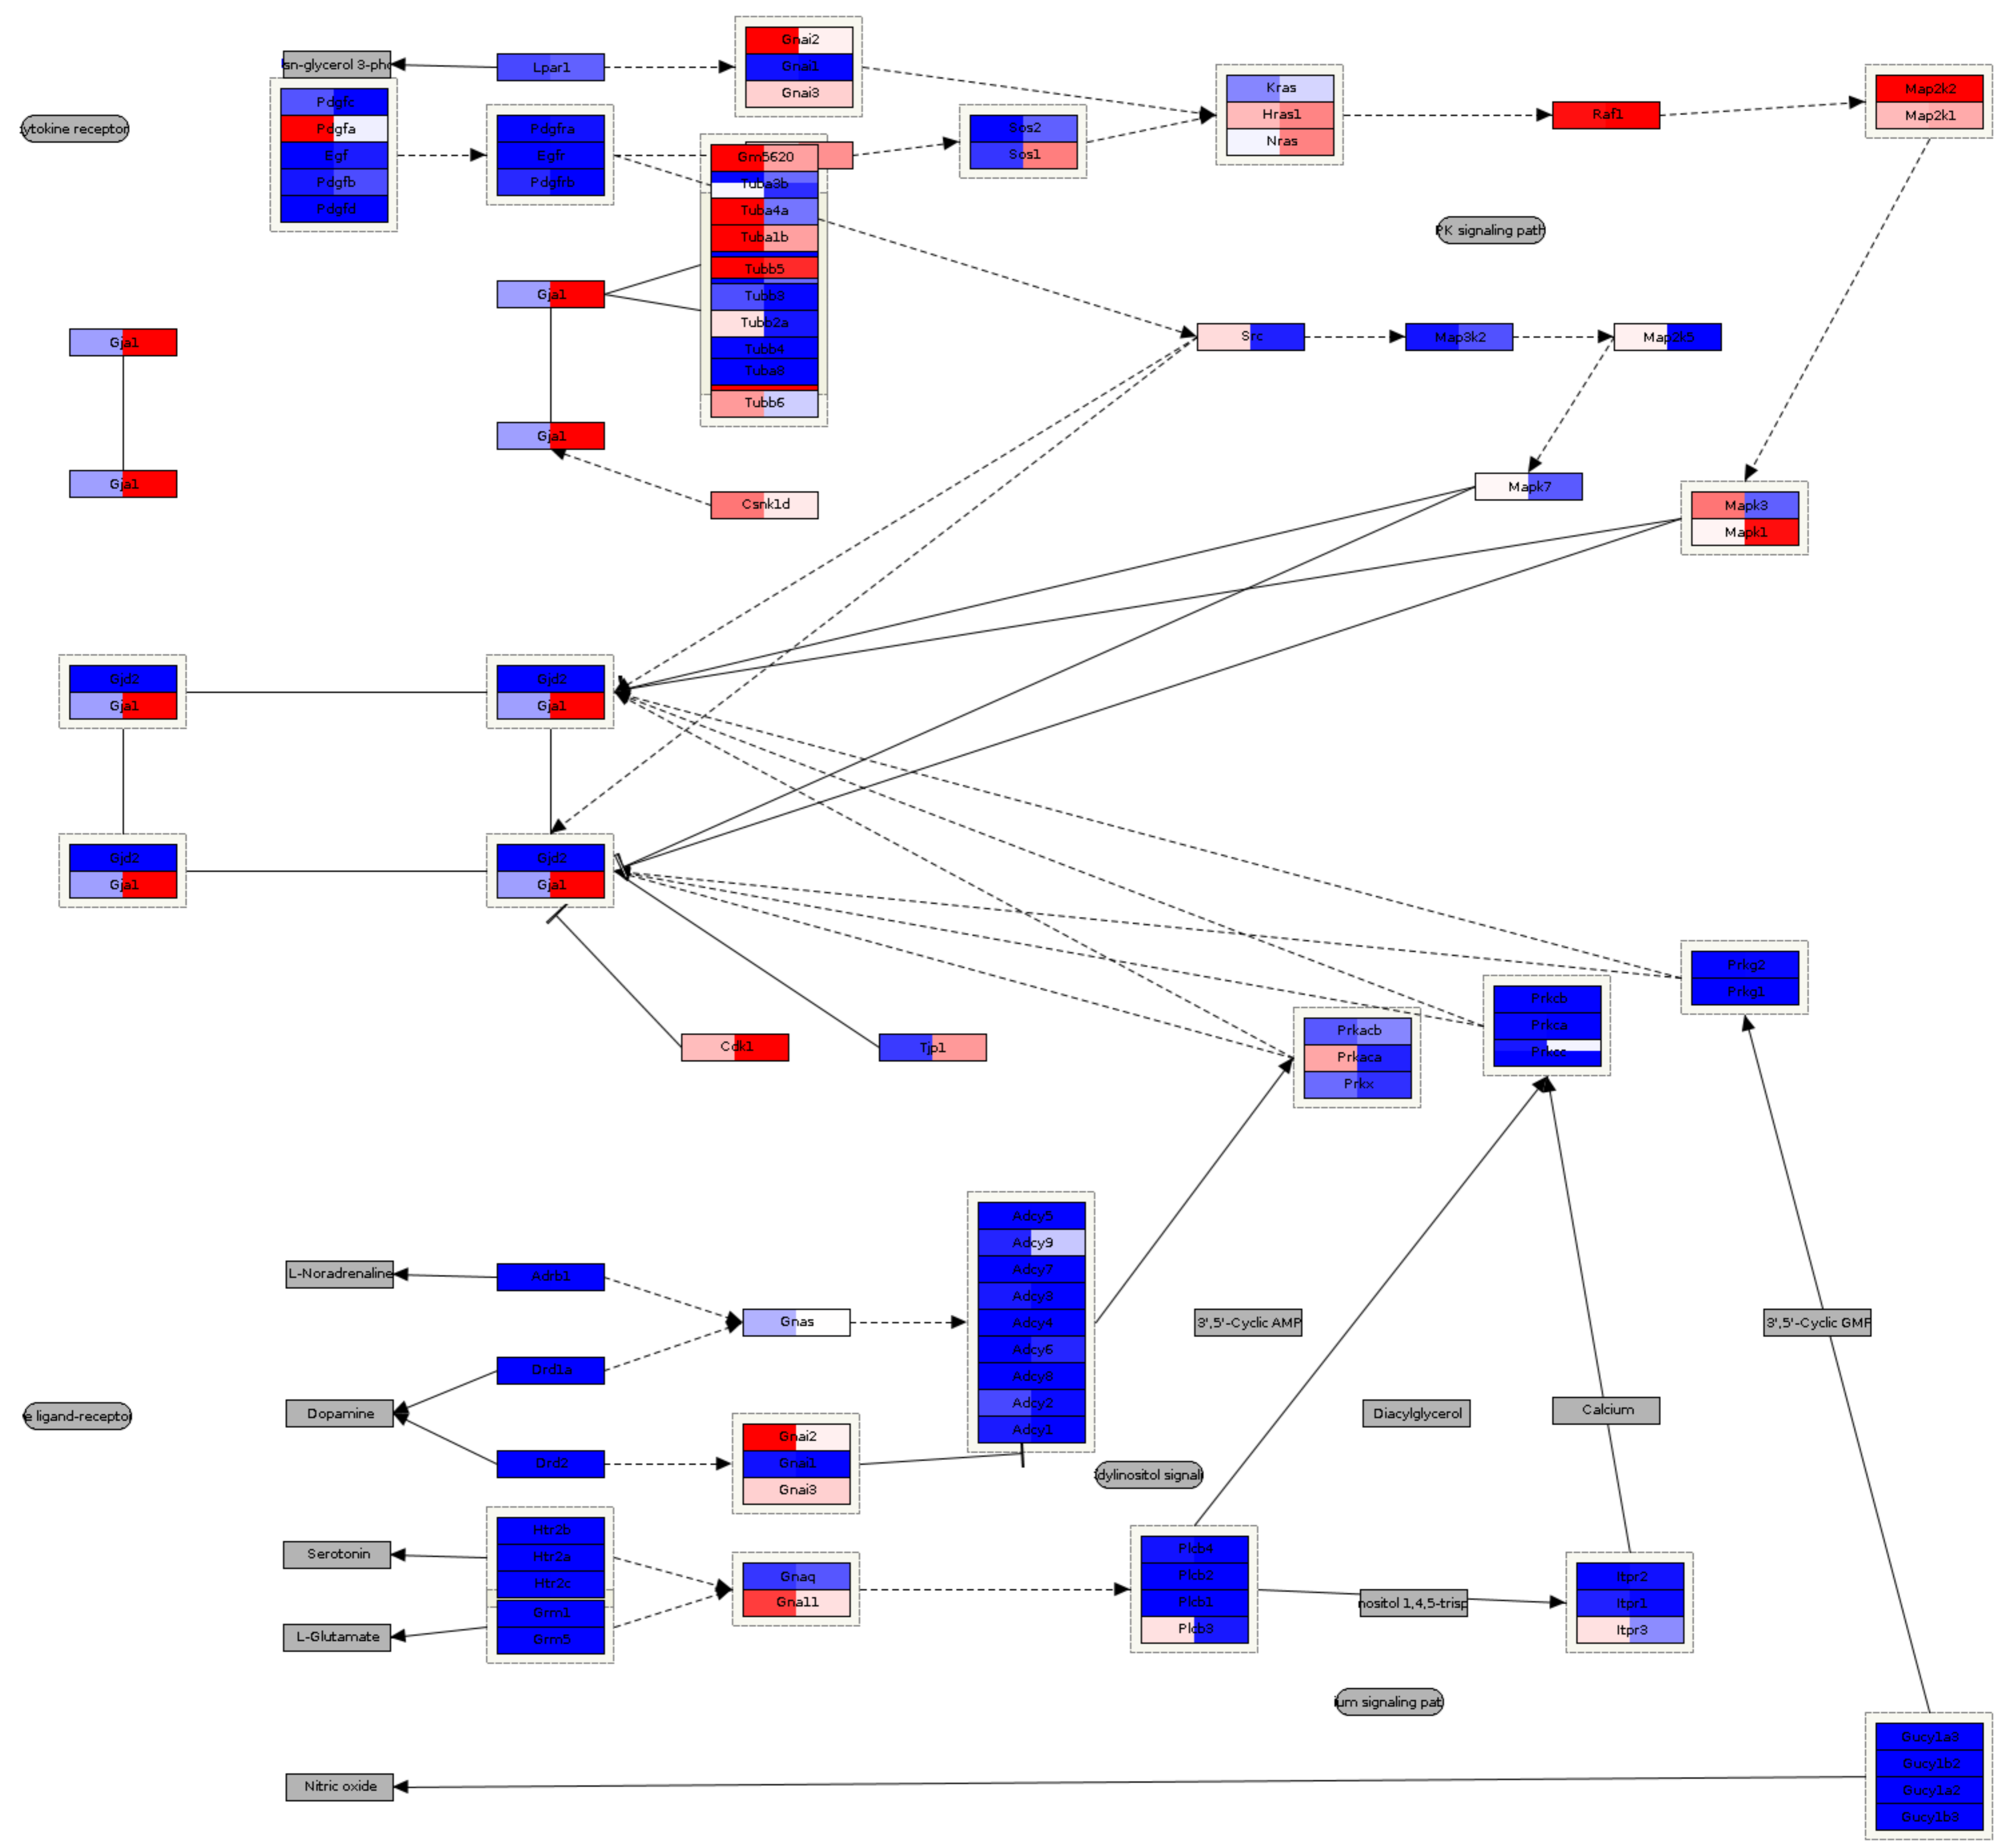 sn-glycerol 3-pho
Lpar1
Gnai2
Gnai1
Gnai3
Pdgfc
Pdgfa
Egf
Pdgfb
Pdgfd
ytokine receptor
Pdgfra
Egfr
Pdgfrb
Sos2
Sos1
Kras
Hras1
Nras
Raf1
Map2k2
Map2k1
Gm5620
Tuba3b
Tuba4a
Tuba1b
Tubb5
Tubb3
Tubb2a
Tubb4
Tuba8
Tubb6
PK signaling path
Gja1
Gja1
Src
Map3k2
Map2k5
Gja1
Gja1
Csnk1d
Mapk7
Mapk3
Mapk1
Gjd2
Gja1
Gjd2
Gja1
Gjd2
Gja1
Gjd2
Gja1
Cdk1
Tjp1
Prkacb
Prkaca
Prkx
Prkcb
Prkca
Prkcc
Prkg2
Prkg1
L-Noradrenaline
Adrb1
Gnas
Drd1a
Dopamine
Drd2
e ligand-recepto
Gnai2
Gnai1
Gnai3
Adcy5
Adcy9
Adcy7
Adcy3
Adcy4
Adcy6
Adcy8
Adcy2
Adcy1
3',5'-Cyclic AMP
3',5'-Cyclic GMP
Diacylglycerol
Calcium
dylinositol signali
Serotonin
Htr2b
Htr2a
Htr2c
Grm1
Grm5
L-Glutamate
Gnaq
Gna11
Plcb4
Plcb2
Plcb1
Plcb3
nositol 1,4,5-trisp
Itpr2
Itpr1
Itpr3
ium signaling pat
Nitric oxide
Gucy1a3
Gucy1b2
Gucy1a2
Gucy1b3